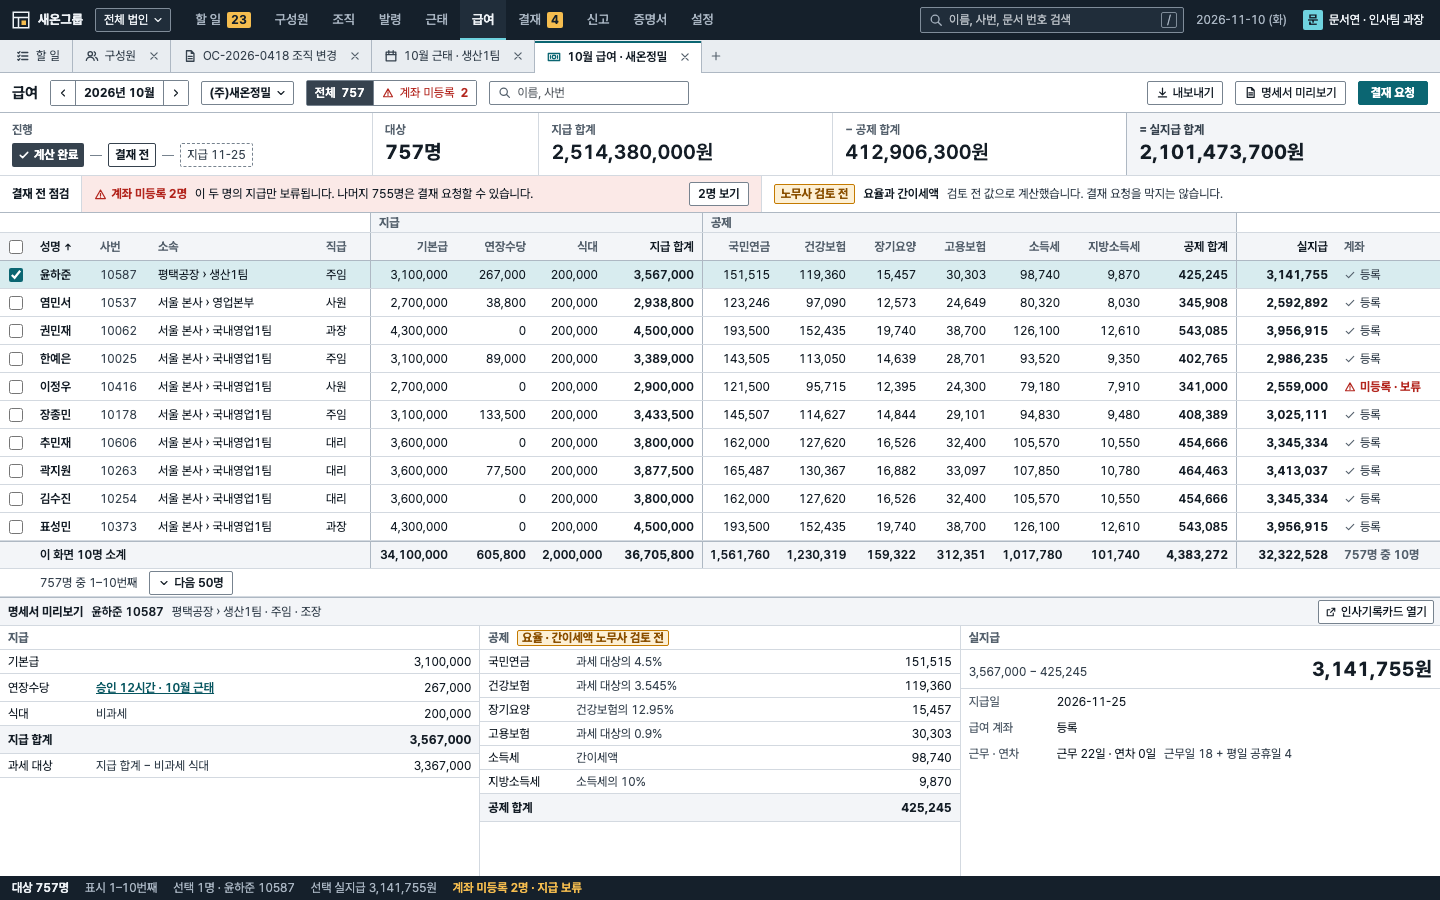 새온그룹 전체 법인 할 일 23 구성원 조직 발령 근태 급여 결재 4 신고 증명서 설정 이름, 사번, 문서 번호 검색 / 2026-11-10 (화) 문 문서연 · 인사팀 과장
할 일 구성원 OC-2026-0418 조직 변경 10월 근태 · 생산1팀 10월 급여 · 새온정밀
급여 2026년 10월 (주)새온정밀 전체 757 계좌 미등록 2 이름, 사번 내보내기 명세서 미리보기 결재 요청
진행 대상 지급 합계 − 공제 합계 = 실지급 합계
계산 완료 — 결재 전 — 지급 11-25 757명 2,514,380,000원 412,906,300원 2,101,473,700원
결재 전 점검 계좌 미등록 2명 이 두 명의 지급만 보류됩니다. 나머지 755명은 결재 요청할 수 있습니다. 2명 보기 노무사 검토 전 요율과 간이세액 검토 전 값으로 계산했습니다. 결재 요청을 막지는 않습니다.
지급 공제
성명 ↑ 사번 소속 직급 기본급 연장수당 식대 지급 합계 국민연금 건강보험 장기요양 고용보험 소득세 지방소득세 공제 합계 실지급 계좌
윤하준 10587 평택공장 › 생산1팀 주임 3,100,000 267,000 200,000 3,567,000 151,515 119,360 15,457 30,303 98,740 9,870 425,245 3,141,755 등록
염민서 10537 서울 본사 › 영업본부 사원 2,700,000 38,800 200,000 2,938,800 123,246 97,090 12,573 24,649 80,320 8,030 345,908 2,592,892 등록
권민재 10062 서울 본사 › 국내영업1팀 과장 4,300,000 0 200,000 4,500,000 193,500 152,435 19,740 38,700 126,100 12,610 543,085 3,956,915 등록
한예은 10025 서울 본사 › 국내영업1팀 주임 3,100,000 89,000 200,000 3,389,000 143,505 113,050 14,639 28,701 93,520 9,350 402,765 2,986,235 등록
이정우 10416 서울 본사 › 국내영업1팀 사원 2,700,000 0 200,000 2,900,000 121,500 95,715 12,395 24,300 79,180 7,910 341,000 2,559,000 미등록 · 보류
장종민 10178 서울 본사 › 국내영업1팀 주임 3,100,000 133,500 200,000 3,433,500 145,507 114,627 14,844 29,101 94,830 9,480 408,389 3,025,111 등록
추민재 10606 서울 본사 › 국내영업1팀 대리 3,600,000 0 200,000 3,800,000 162,000 127,620 16,526 32,400 105,570 10,550 454,666 3,345,334 등록
곽지원 10263 서울 본사 › 국내영업1팀 대리 3,600,000 77,500 200,000 3,877,500 165,487 130,367 16,882 33,097 107,850 10,780 464,463 3,413,037 등록
김수진 10254 서울 본사 › 국내영업1팀 대리 3,600,000 0 200,000 3,800,000 162,000 127,620 16,526 32,400 105,570 10,550 454,666 3,345,334 등록
표성민 10373 서울 본사 › 국내영업1팀 과장 4,300,000 0 200,000 4,500,000 193,500 152,435 19,740 38,700 126,100 12,610 543,085 3,956,915 등록
이 화면 10명 소계 34,100,000 605,800 2,000,000 36,705,800 1,561,760 1,230,319 159,322 312,351 1,017,780 101,740 4,383,272 32,322,528 757명 중 10명
757명 중 1–10번째 다음 50명
명세서 미리보기 윤하준 10587 평택공장 › 생산1팀 · 주임 · 조장 인사기록카드 열기
지급
기본급 3,100,000
연장수당 승인 12시간 · 10월 근태 267,000
식대 비과세 200,000
지급 합계 3,567,000
과세 대상 지급 합계 − 비과세 식대 3,367,000
공제 요율 · 간이세액 노무사 검토 전
국민연금 과세 대상의 4.5% 151,515
건강보험 과세 대상의 3.545% 119,360
장기요양 건강보험의 12.95% 15,457
고용보험 과세 대상의 0.9% 30,303
소득세 간이세액 98,740
지방소득세 소득세의 10% 9,870
공제 합계 425,245
실지급
3,567,000 − 425,245 3,141,755원
지급일 2026-11-25
급여 계좌 등록
근무 · 연차 근무 22일 · 연차 0일 근무일 18 + 평일 공휴일 4
대상 757명 표시 1–10번째 선택 1명 · 윤하준 10587 선택 실지급 3,141,755원 계좌 미등록 2명 · 지급 보류